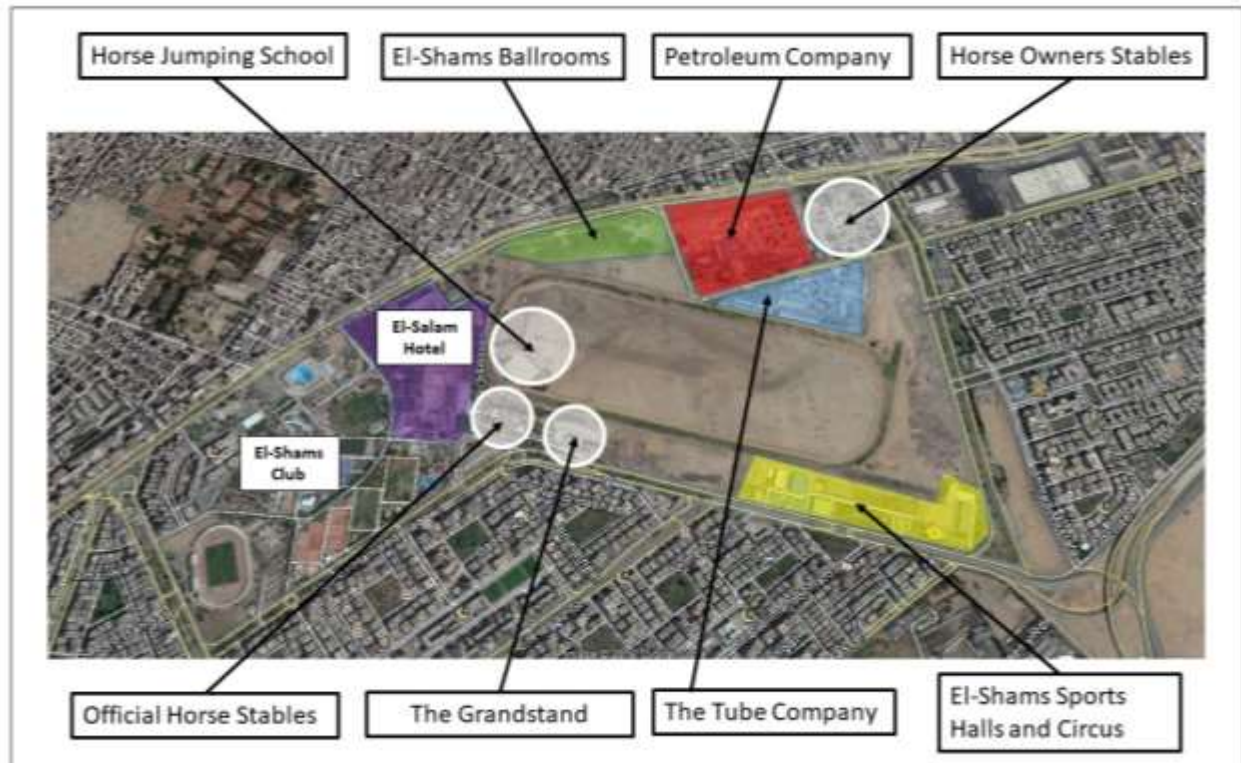 Horse Jumping School
El-Shams Ballrooms
Petroleum Company
Horse Owners Stables
El-Salam
Hotel
El-Shams
Club
Official Horse Stables
The Grandstand
The Tube Company
El-Shams Sports
Halls and Circus